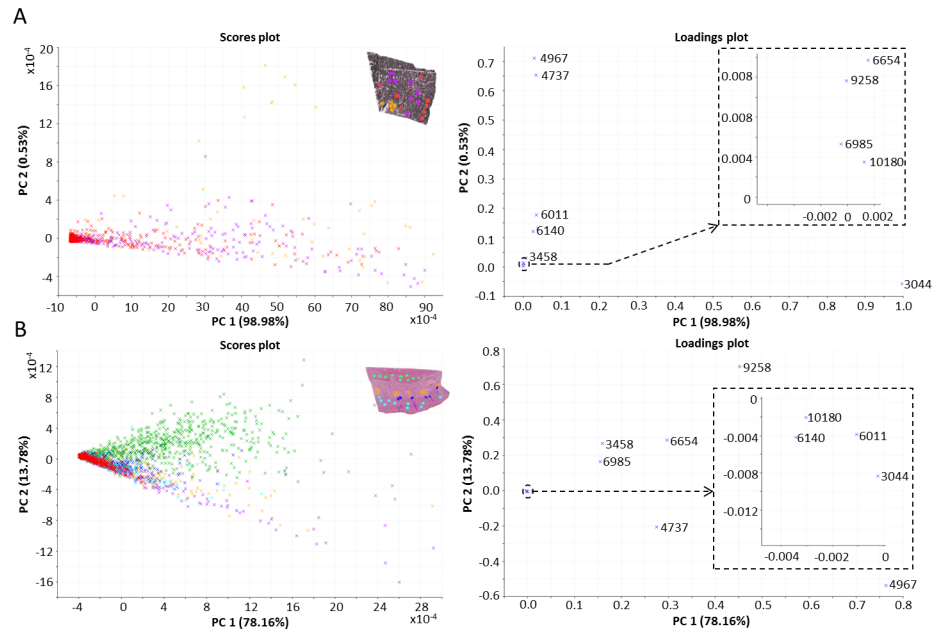 A
Scores plot
x10⁻⁴
20
16
12
8
4
0
-4
PC 2 (0.53%)
0 10 20 30 40 50 60 70 80 90
PC 1 (98.98%)
x10⁻⁴
Loadings plot
0.7
0.6
0.5
0.4
0.3
0.2
0.1
0.0
-0.1
PC 2 (0.53%)
4967
4737
6011
6140
3458
3044
0.0 0.1 0.2 0.3 0.4 0.5 0.6 0.7 0.8 0.9 1.0
PC 1 (98.98%)
6654
0.008
9258
6985
0.004
10180
0
-0.002 0 0.002
B
Scores plot
x10⁻⁴
12
8
4
0
-4
-8
-12
-16
PC 2 (13.78%)
-4 0 4 8 12 16 20 24 28
PC 1 (78.16%)
x10⁻⁴
Loadings plot
0.8
0.6
0.4
0.2
0.0
-0.2
-0.4
-0.6
PC 2 (13.78%)
9258
3458
6654
6985
4737
4967
0.0 0.1 0.2 0.3 0.4 0.5 0.6 0.7 0.8
PC 1 (78.16%)
0
10180
-0.004
6140
6011
-0.008
3044
-0.012
-0.004 -0.002 0